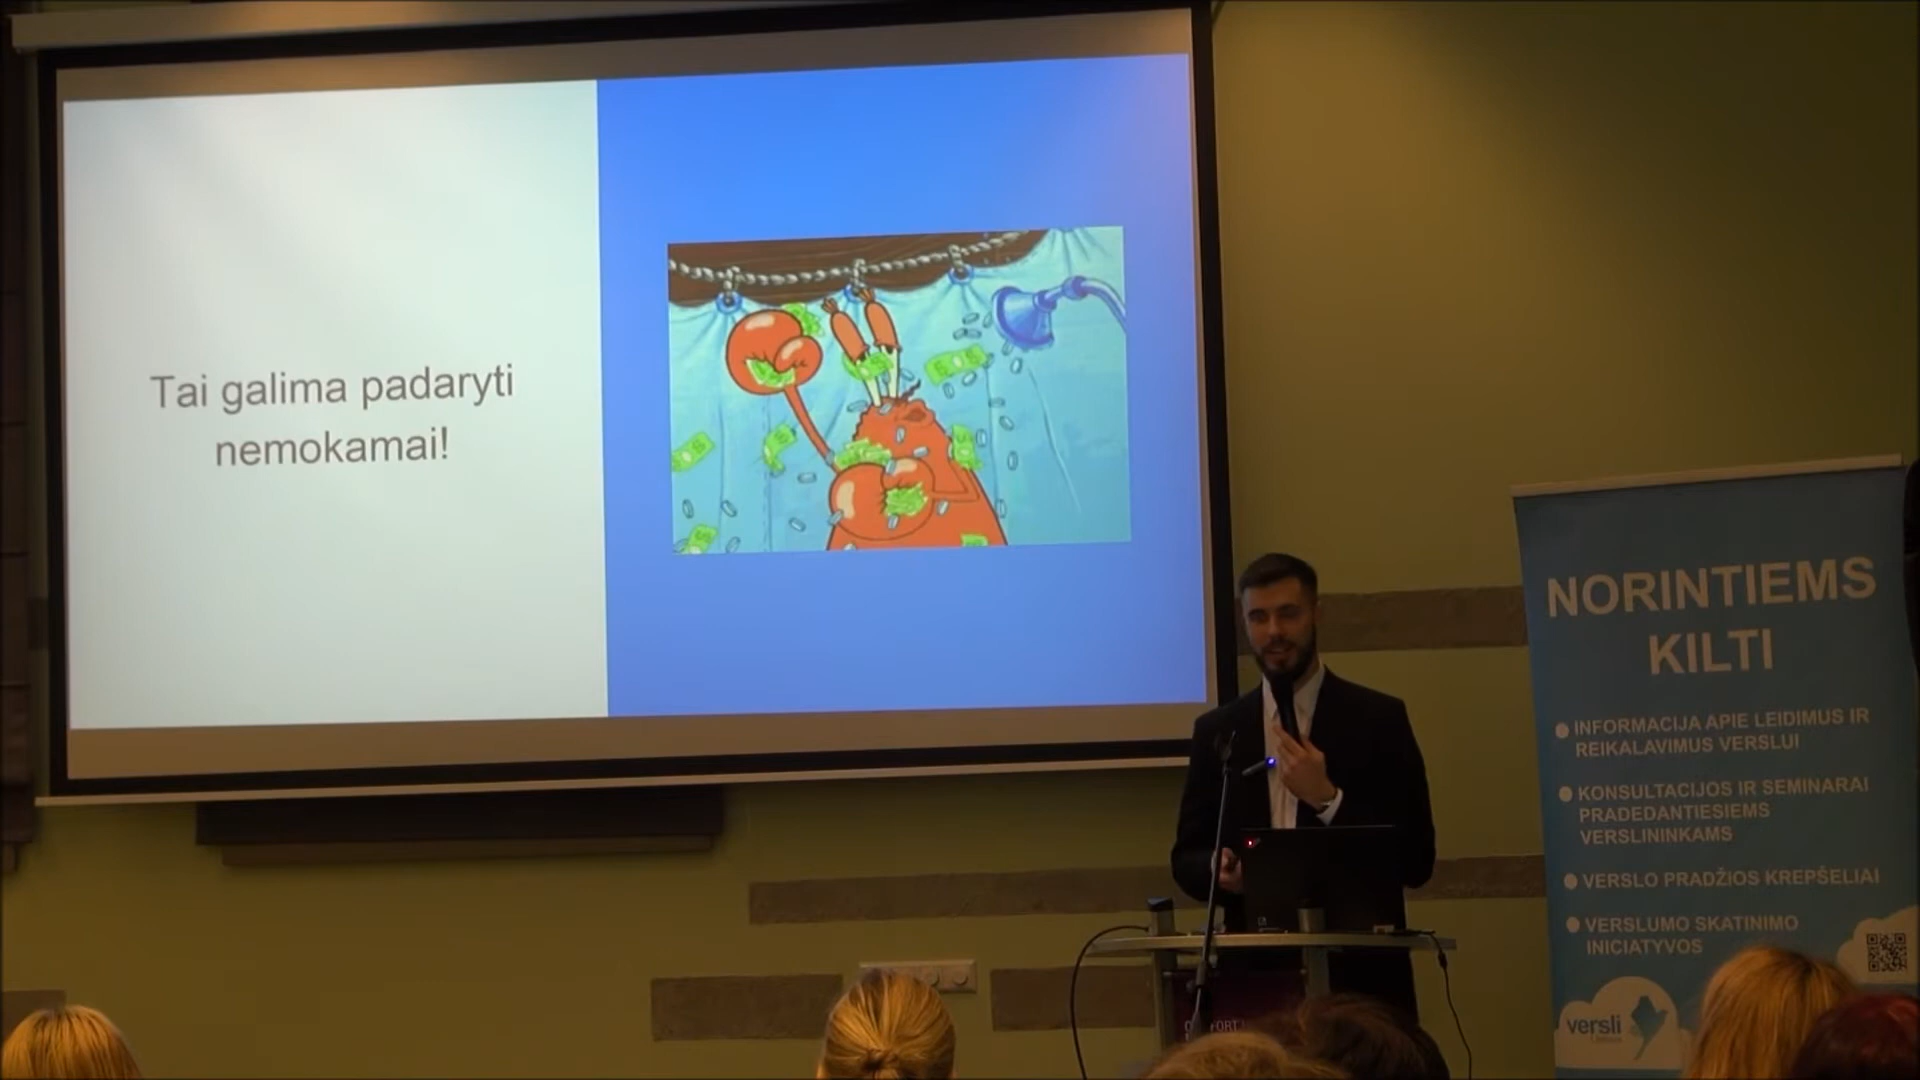 Tai galima padaryti
nemokamai!
NORINTIEMS
KILTI
INFORMACIJA APIE LEIDIMUS IR
REIKALAVIMUS VERSLUI
KONSULTACIJOS IR SEMINARAI
PRADEDANTIESIEMS
VERSLININKAMS
VERSLO PRADŽIOS KREPŠELIAI
VERSLUMO SKATINIMO
INICIATYVOS
versli